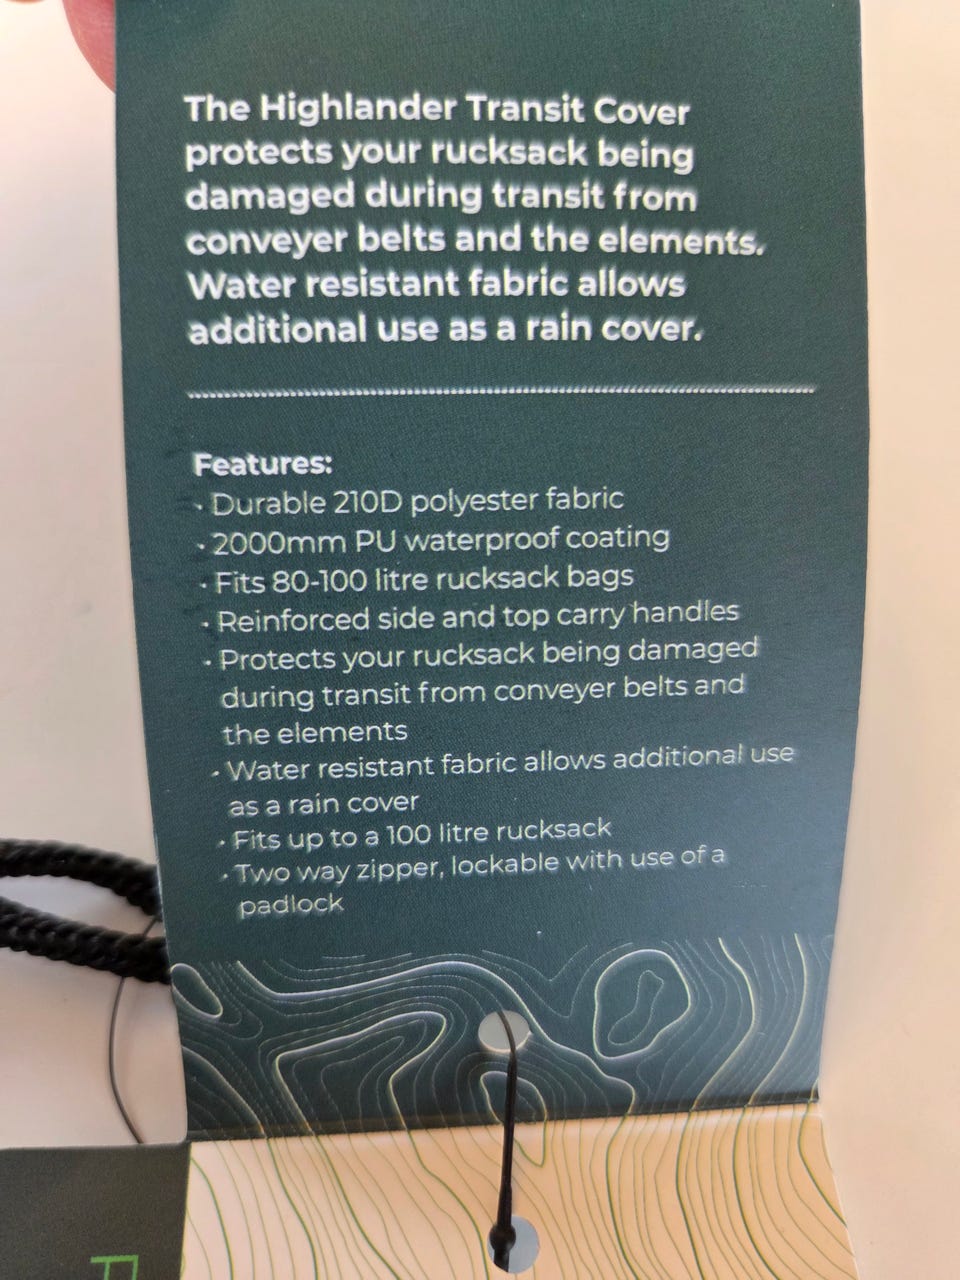 The Highlander Transit Cover
protects your rucksack being
damaged during transit from
conveyer belts and the elements.
Water resistant fabric allows
additional use as a rain cover.
Features:
· Durable 210D polyester fabric
· 2000mm PU waterproof coating
· Fits 80-100 litre rucksack bags
· Reinforced side and top carry handles
· Protects your rucksack being damaged
during transit from conveyer belts and
the elements
· Water resistant fabric allows additional use
as a rain cover
· Fits up to a 100 litre rucksack
· Two way zipper, lockable with use of a
padlock